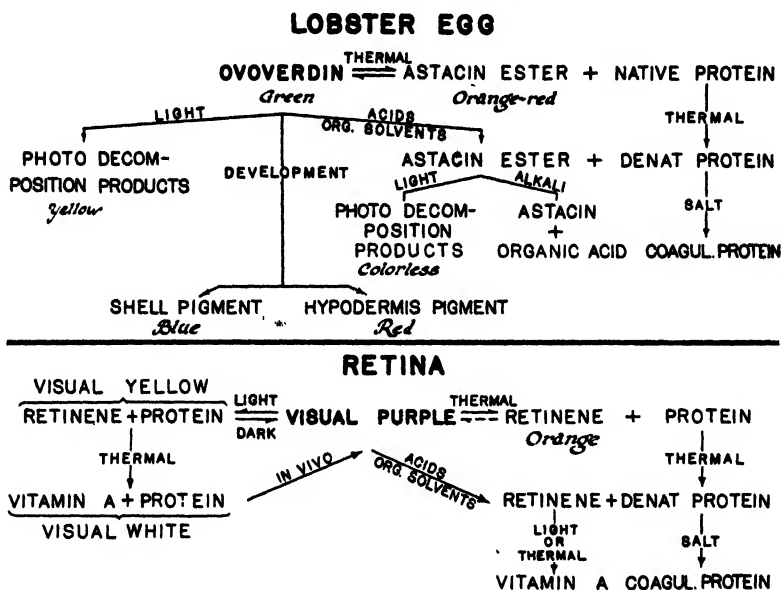 LOBSTER EGG
THERMAL
OVOVERDIN ASTACIN ESTER + NATIVE PROTEIN
Green Orange-red
LIGHT ACIDS
ORG. SOLVENTS THERMAL
PHOTO DECOM- ASTACIN ESTER + DENAT PROTEIN
POSITION PRODUCTS DEVELOPMENT
Yellow LIGHT ALKALI
PHOTO DECOM- ASTACIN SALT
POSITION +
PRODUCTS ORGANIC ACID COAGUL. PROTEIN
Colorless
SHELL PIGMENT HYPODERMIS PIGMENT
Blue Red
RETINA
VISUAL YELLOW
LIGHT THERMAL
RETINENE + PROTEIN VISUAL PURPLE RETINENE + PROTEIN
DARK Orange
THERMAL IN VIVO ACIDS THERMAL
ORG. SOLVENTS
VITAMIN A + PROTEIN RETINENE + DENAT PROTEIN
VISUAL WHITE
LIGHT
OR SALT
THERMAL
VITAMIN A COAGUL. PROTEIN